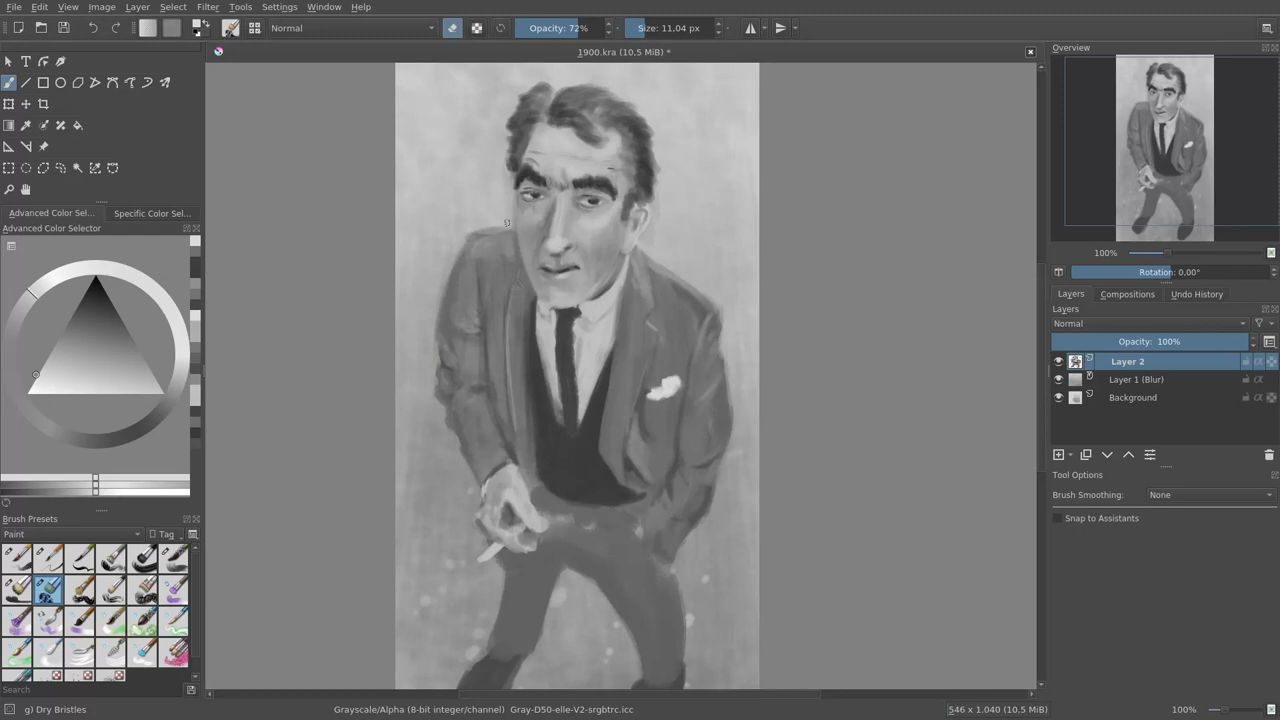 File Edit View Image Layer Select Filter Tools Settings Window Help
Normal Opacity: 72% Size: 11,04 px
1900.kra (10,5 MiB) *
Overview
100%
Rotation: 0,00°
Layers Compositions Undo History
Layers
Normal
Opacity: 100%
Layer 2
Layer 1 (Blur)
Background
Tool Options
Brush Smoothing: None
Snap to Assistants
Advanced Color Sel... Specific Color Sel...
Advanced Color Selector
Brush Presets
Paint Tag
Search
g) Dry Bristles
Grayscale/Alpha (8-bit integer/channel) Gray-D50-elle-V2-srgbtrc.icc
546 x 1.040 (10,5 MiB)
100%